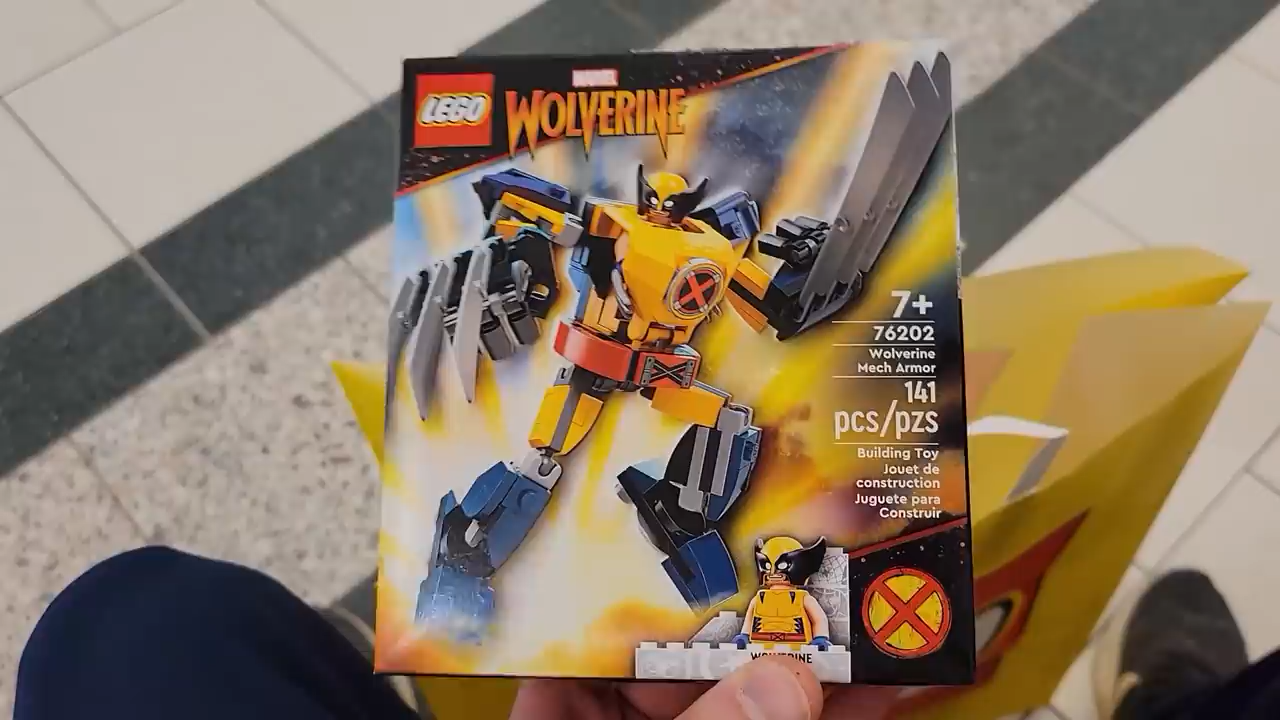 LEGO
MARVEL
WOLVERINE
7+
76202
Wolverine
Mech Armor
141
pcs/pzs
Building Toy
Jouet de
construction
Juguete para
Construir
WOLVERINE